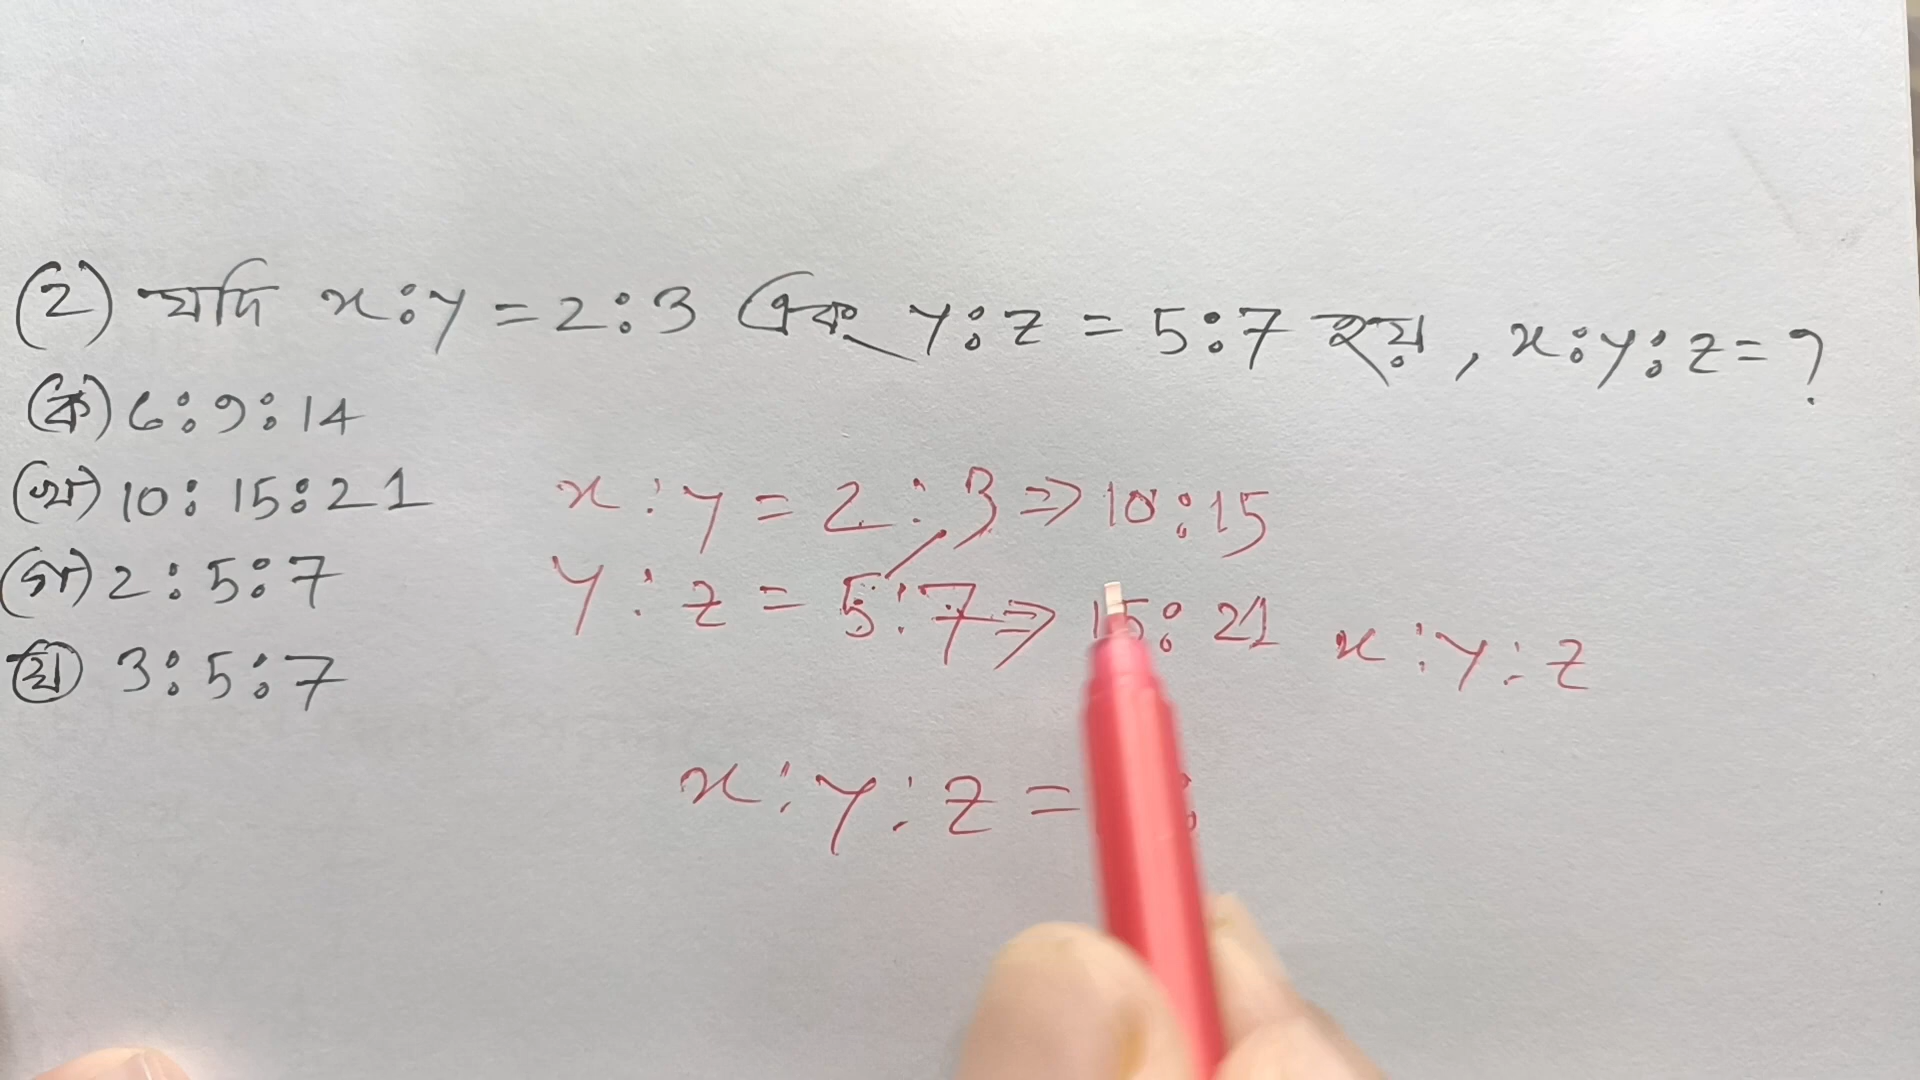 (2) যদি x:y = 2:3 এবং y:z = 5:7 হয়, x:y:z = ?
(ক) 6:9:14
(খ) 10:15:21
(গ) 2:5:7
(ঘ) 3:5:7
x:y = 2:3 ⇒ 10:15
y:z = 5:7 ⇒ 15:21
x:y:z
x:y:z =